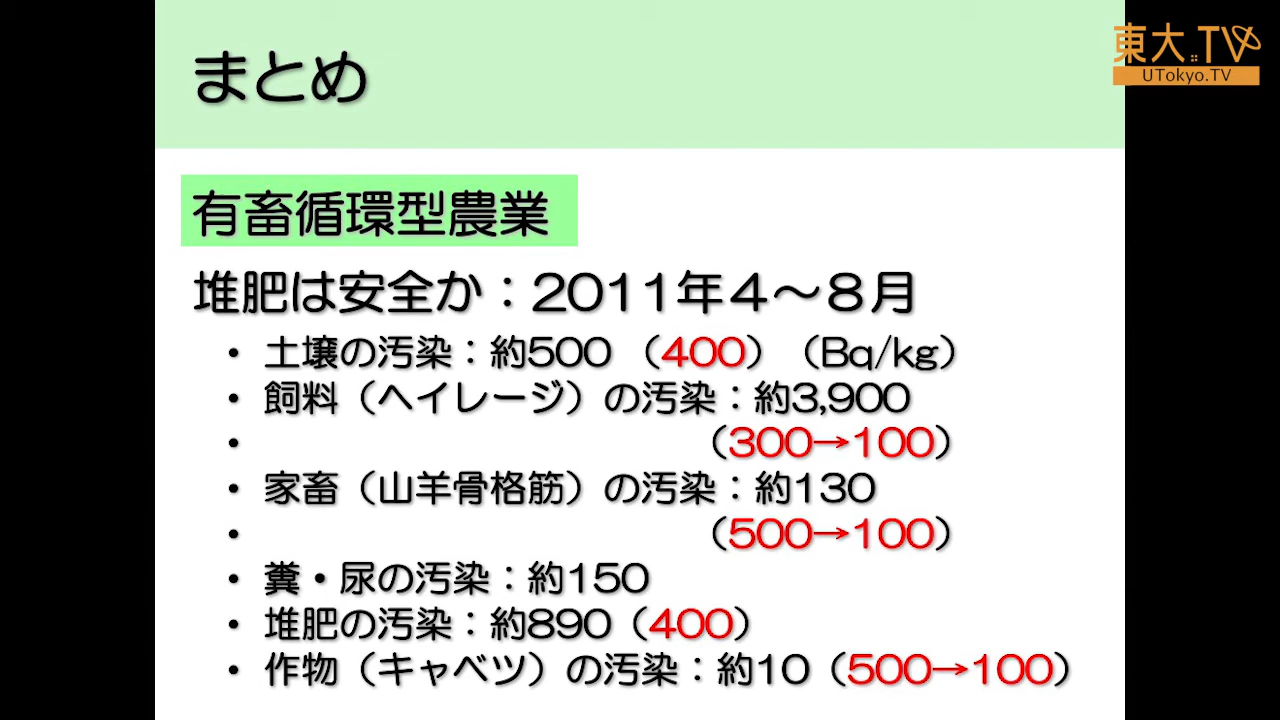 東大TV
UTokyo.TV
まとめ
有畜循環型農業
堆肥は安全か：2011年４～８月
• 土壌の汚染：約500 （400）（Bq/kg）
• 飼料（ヘイレージ）の汚染：約3,900
• （300→100）
• 家畜（山羊骨格筋）の汚染：約130
• （500→100）
• 糞・尿の汚染：約150
• 堆肥の汚染：約890（400）
• 作物（キャベツ）の汚染：約10（500→100）